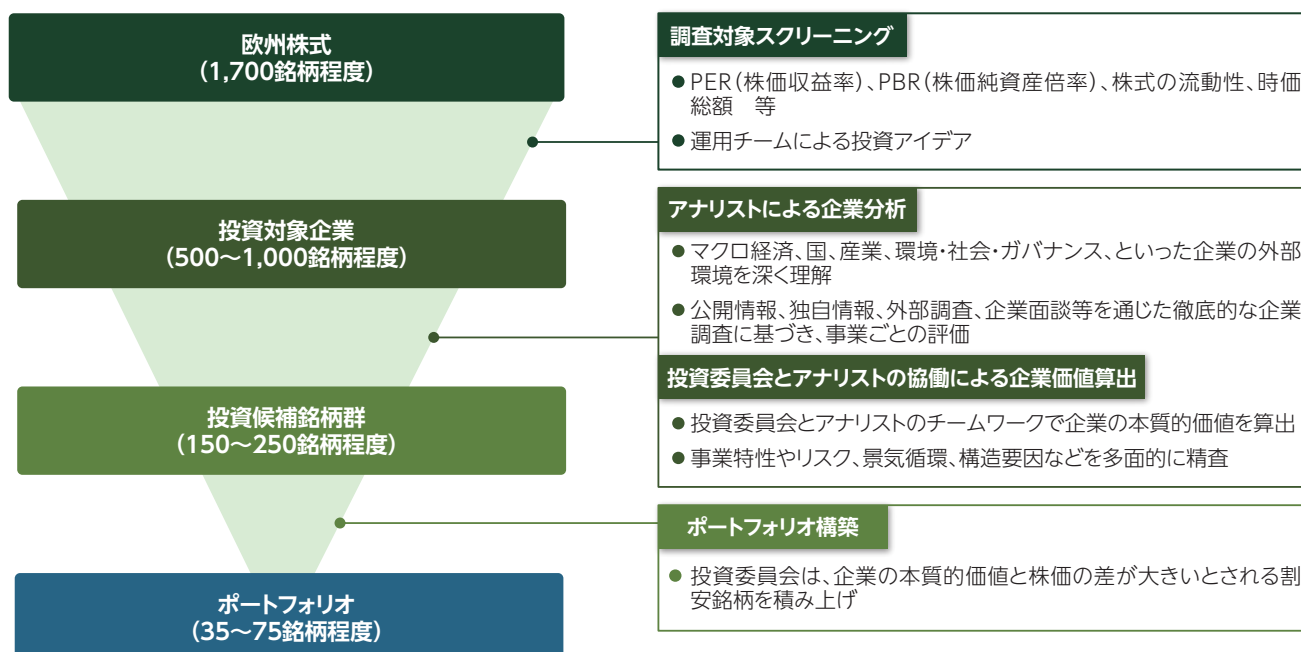 欧州株式
(1,700銘柄程度)
調査対象スクリーニング
●PER(株価収益率)、PBR(株価純資産倍率)、株式の流動性、時価
総額　等
●運用チームによる投資アイデア
投資対象企業
(500～1,000銘柄程度)
アナリストによる企業分析
●マクロ経済、国、産業、環境・社会・ガバナンス、といった企業の外部
環境を深く理解
●公開情報、独自情報、外部調査、企業面談等を通じた徹底的な企業
調査に基づき、事業ごとの評価
投資委員会とアナリストの協働による企業価値算出
●投資委員会とアナリストのチームワークで企業の本質的価値を算出
●事業特性やリスク、景気循環、構造要因などを多面的に精査
投資候補銘柄群
(150～250銘柄程度)
ポートフォリオ構築
●投資委員会は、企業の本質的価値と株価の差が大きいとされる割
安銘柄を積み上げ
ポートフォリオ
(35～75銘柄程度)